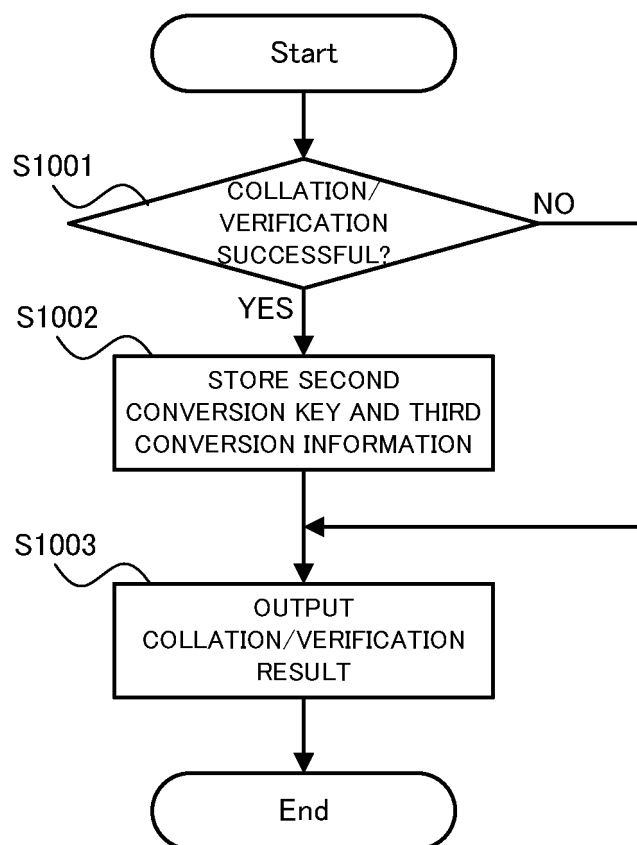 Start
S1001
COLLATION/
VERIFICATION
SUCCESSFUL?
NO
YES
S1002
STORE SECOND
CONVERSION KEY AND THIRD
CONVERSION INFORMATION
S1003
OUTPUT
COLLATION/VERIFICATION
RESULT
End